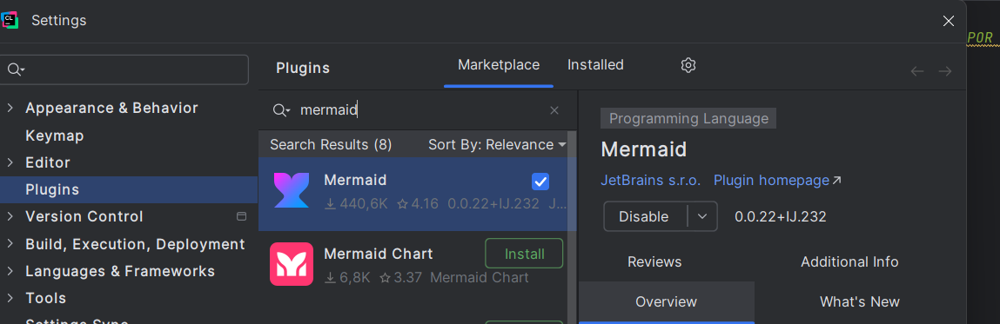 CL
Settings
POR
Plugins
Marketplace
Installed
Appearance & Behavior
Keymap
Editor
Plugins
Version Control
Build, Execution, Deployment
Languages & Frameworks
Tools
Settings Sync
mermaid
Search Results (8)
Sort By: Relevance
Mermaid
440,6K
4.16
0.0.22+IJ.232
J...
Mermaid Chart
Install
6,8K
3.37
Mermaid Chart
Programming Language
Mermaid
JetBrains s.r.o.
Plugin homepage
Disable
0.0.22+IJ.232
Reviews
Additional Info
Overview
What's New